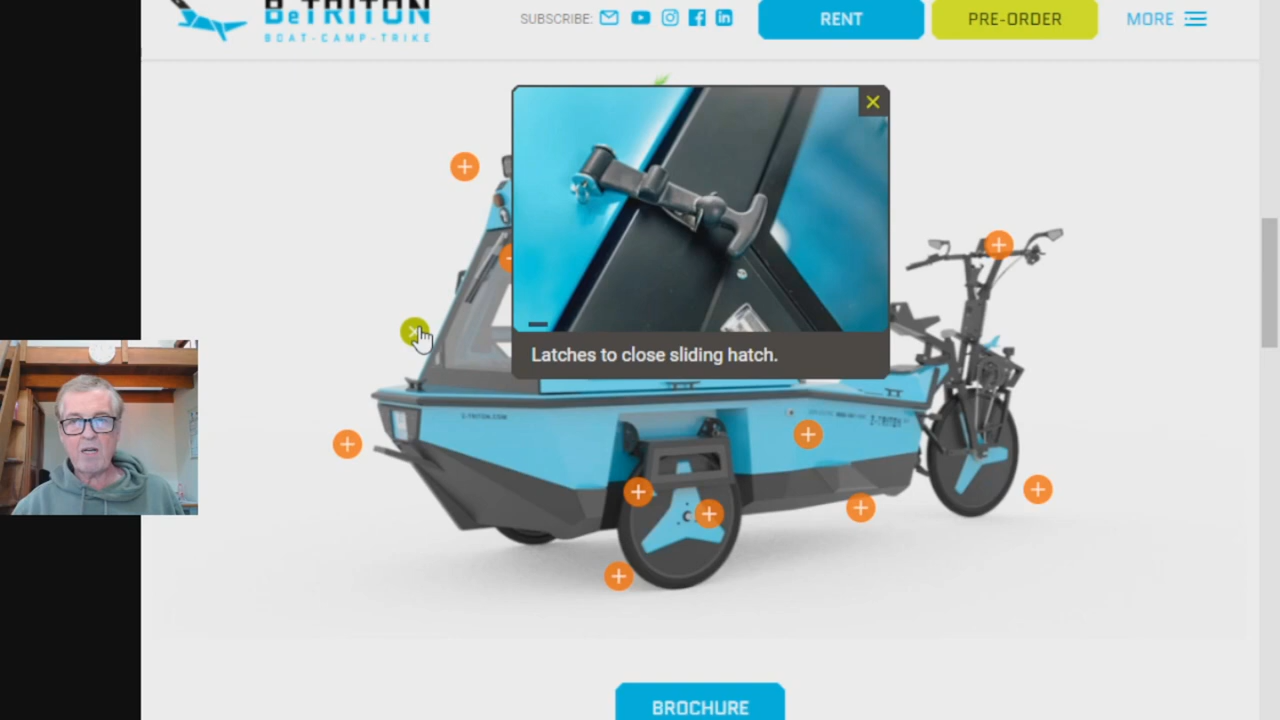 BeTRITON
BOAT-CAMP-TRIKE
SUBSCRIBE:
RENT
PRE-ORDER
MORE
Latches to close sliding hatch.
BROCHURE